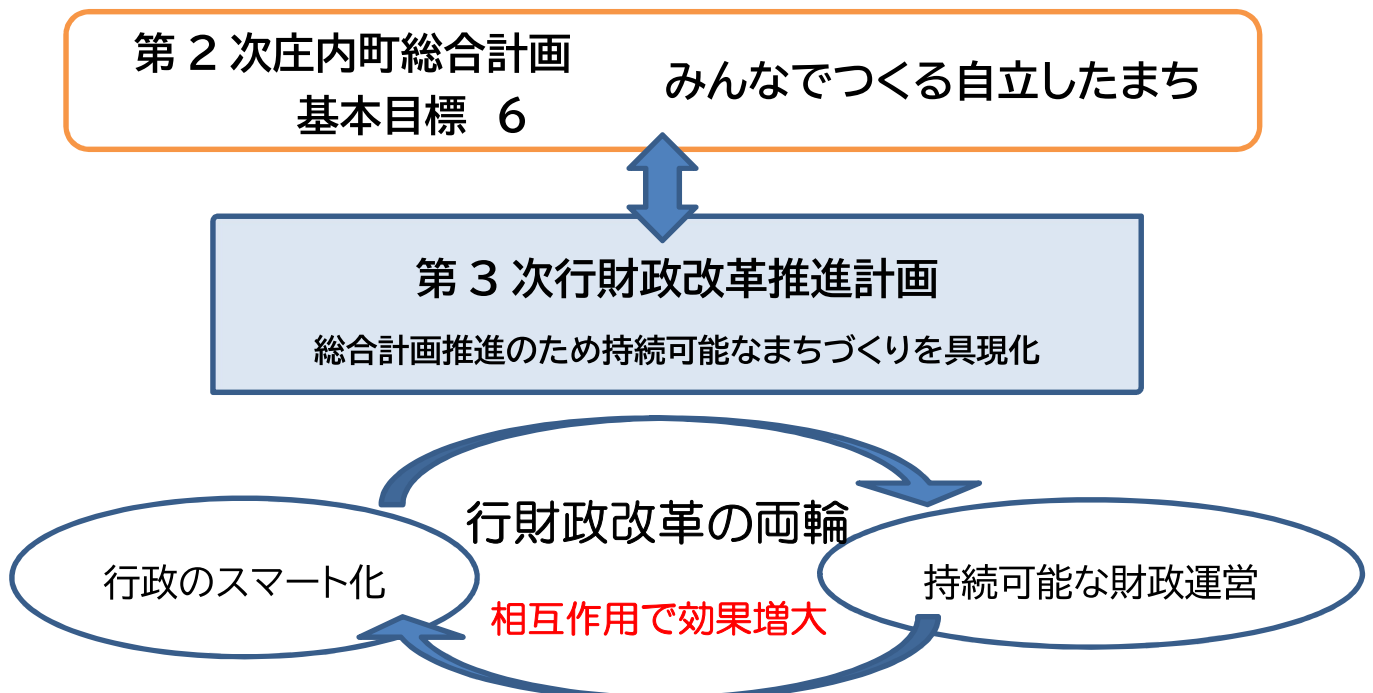 第２次庄内町総合計画
基本目標　６
みんなでつくる自立したまち
第３次行財政改革推進計画
総合計画推進のため持続可能なまちづくりを具現化
行財政改革の両輪
行政のスマート化
持続可能な財政運営
相互作用で効果増大